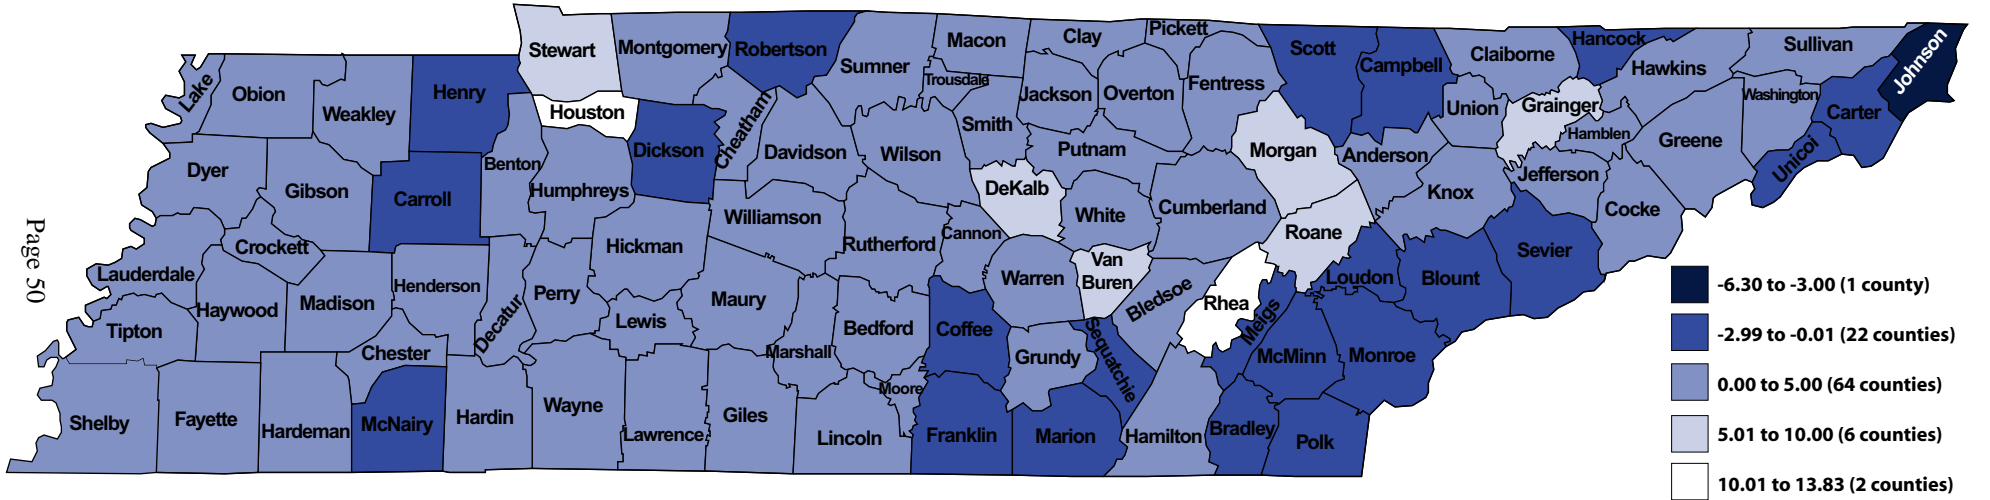 Page 50
Stewart
Montgomery
Robertson
Sumner
Macon
Clay
Pickett
Scott
Campbell
Claiborne
Hancock
Hawkins
Sullivan
Johnson
Lake
Obion
Weakley
Henry
Houston
Dickson
Cheatham
Davidson
Wilson
Trousdale
Smith
Jackson
Overton
Fentress
Morgan
Anderson
Union
Grainger
Hamblen
Greene
Washington
Carter
Unicoi
Dyer
Gibson
Carroll
Benton
Humphreys
Williamson
Rutherford
Cannon
DeKalb
Putnam
White
Cumberland
Roane
Knox
Jefferson
Cocke
Sevier
Blount
Loudon
Lauderdale
Crockett
Haywood
Madison
Henderson
Decatur
Perry
Hickman
Lewis
Maury
Marshall
Bedford
Coffee
Warren
Van
Buren
Bledsoe
Rhea
Meigs
McMinn
Monroe
Tipton
Chester
Moore
Grundy
Sequatchie
Shelby
Fayette
Hardeman
McNairy
Hardin
Wayne
Lawrence
Giles
Lincoln
Franklin
Marion
Hamilton
Bradley
Polk
-6.30 to -3.00 (1 county)
-2.99 to -0.01 (22 counties)
0.00 to 5.00 (64 counties)
5.01 to 10.00 (6 counties)
10.01 to 13.83 (2 counties)